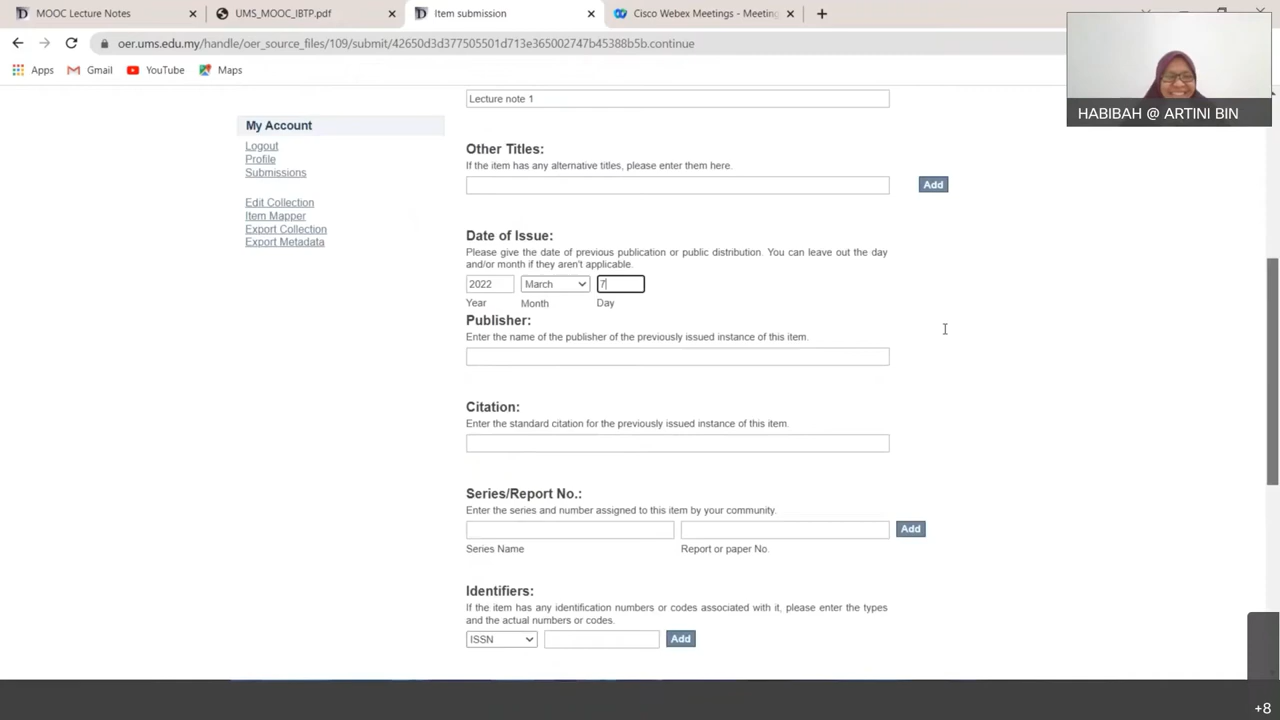 MOOC Lecture Notes
UMS_MOOC_IBTP.pdf
Item submission
Cisco Webex Meetings - Meeting
oer.ums.edu.my/handle/oer_source_files/109/submit/42650d3d377505501d713e365002747b45388b5b.continue
Apps
Gmail
YouTube
Maps
HABIBAH @ ARTINI BIN
My Account
Logout
Profile
Submissions
Edit Collection
Item Mapper
Export Collection
Export Metadata
Lecture note 1
Other Titles:
If the item has any alternative titles, please enter them here.
Add
Date of Issue:
Please give the date of previous publication or public distribution. You can leave out the day
and/or month if they aren't applicable.
2022 March 7
Year Month Day
Publisher:
Enter the name of the publisher of the previously issued instance of this item.
Citation:
Enter the standard citation for the previously issued instance of this item.
Series/Report No.:
Enter the series and number assigned to this item by your community.
Add
Series Name Report or paper No.
Identifiers:
If the item has any identification numbers or codes associated with it, please enter the types
and the actual numbers or codes.
ISSN Add
+8